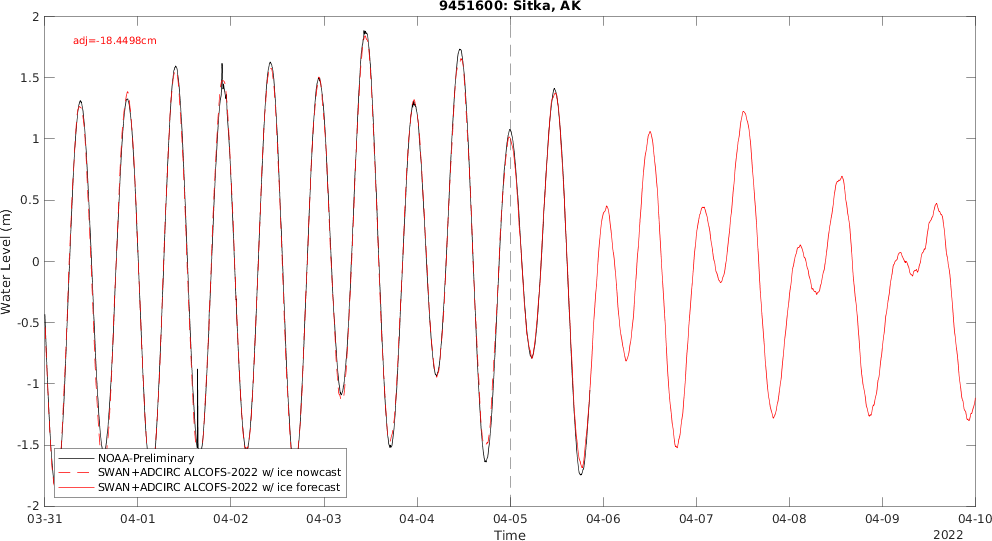 9451600: Sitka, AK
adj=-18.4498cm
2
1.5
1
0.5
0
-0.5
-1
-1.5
-2
Water Level (m)
NOAA-Preliminary
SWAN+ADCIRC ALCOFS-2022 w/ ice nowcast
SWAN+ADCIRC ALCOFS-2022 w/ ice forecast
03-31 04-01 04-02 04-03 04-04 04-05 04-06 04-07 04-08 04-09 04-10
Time
2022